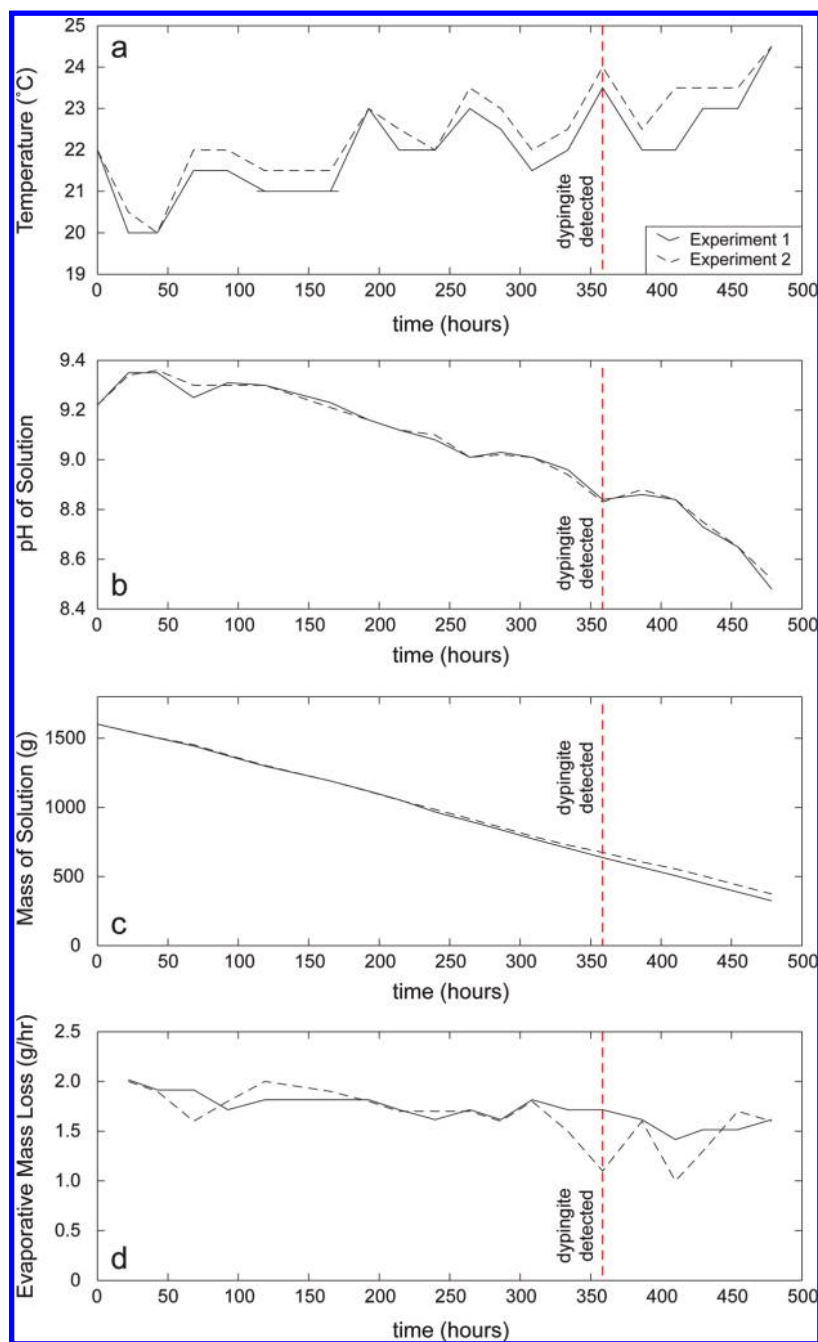 a
Temperature (˚C)
25
24
23
22
21
20
19
dypingite
detected
Experiment 1
Experiment 2
0 50 100 150 200 250 300 350 400 450 500
time (hours)
b
pH of Solution
9.4
9.2
9.0
8.8
8.6
8.4
dypingite
detected
0 50 100 150 200 250 300 350 400 450 500
time (hours)
c
Mass of Solution (g)
1500
1000
500
0
dypingite
detected
0 50 100 150 200 250 300 350 400 450 500
time (hours)
d
Evaporative Mass Loss (g/hr)
2.5
2.0
1.5
1.0
0.5
0
dypingite
detected
0 50 100 150 200 250 300 350 400 450 500
time (hours)